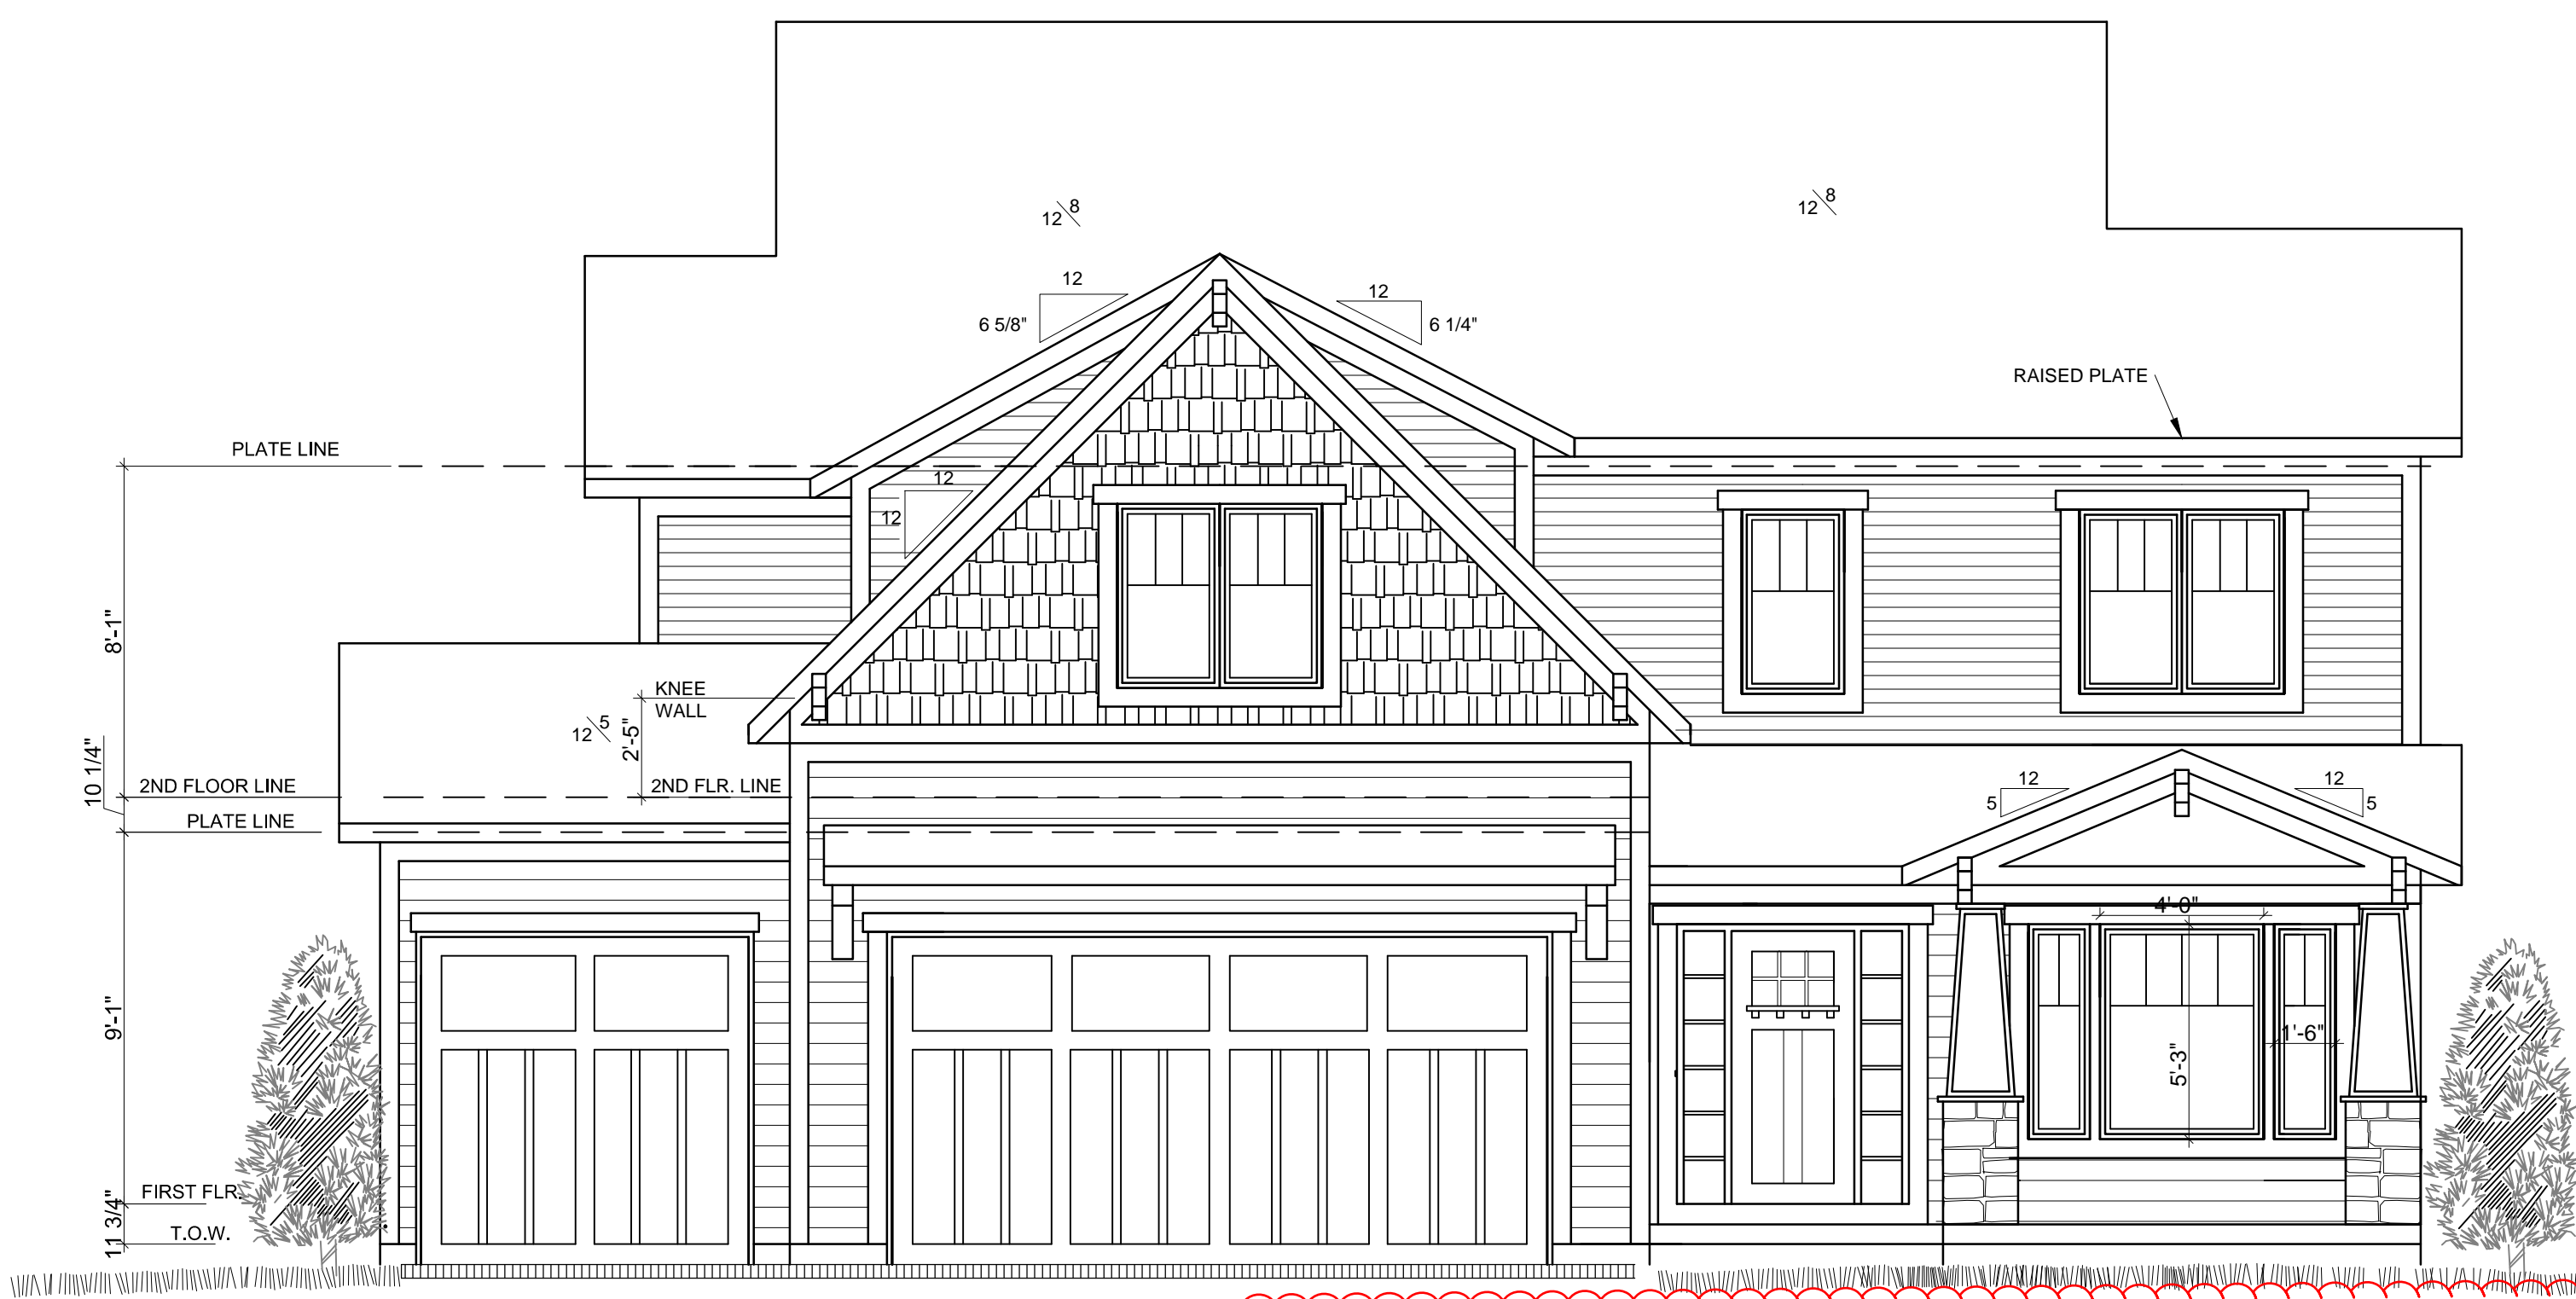 8
12
8
12
12
6 5/8"
12
6 1/4"
RAISED PLATE
PLATE LINE
12
12
8'-1"
KNEE
WALL
5
12
2'-5"
10 1/4"
2ND FLOOR LINE
2ND FLR. LINE
12
5
12
5
PLATE LINE
4'-0"
9'-1"
1'-6"
5'-3"
FIRST FLR.
11 3/4"
T.O.W.